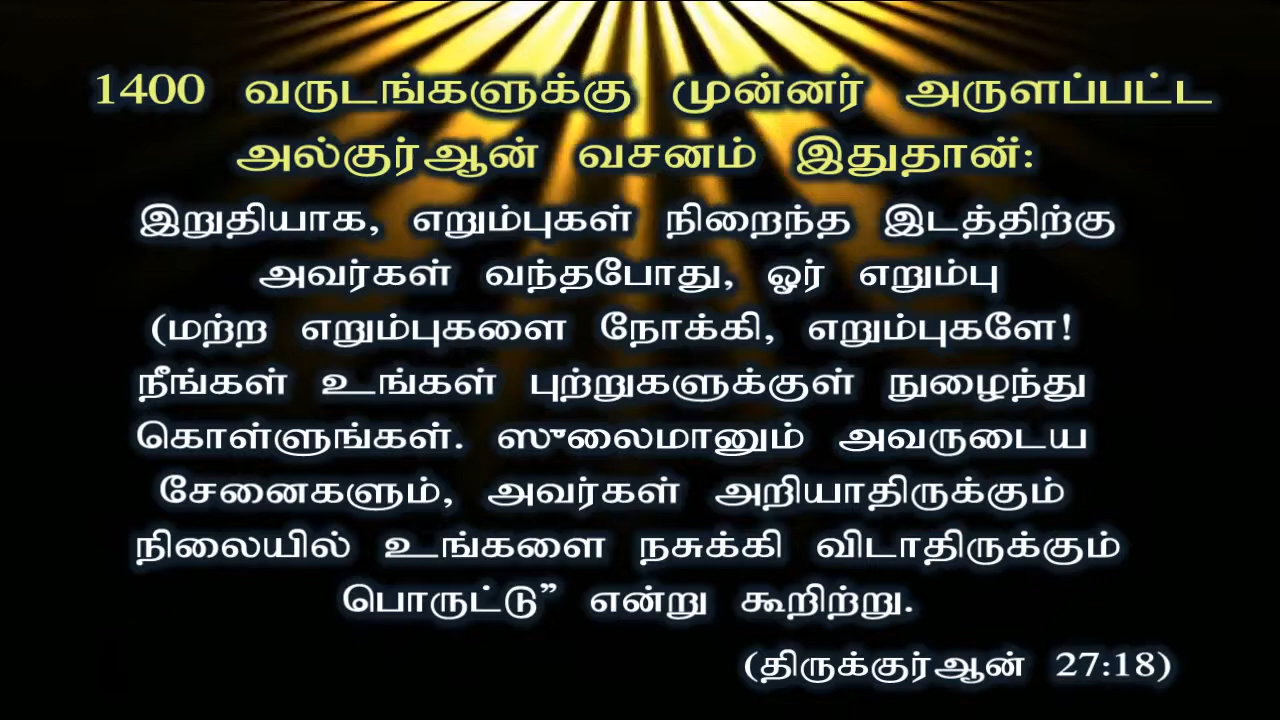 1400 வருடங்களுக்கு முன்னர் அருளப்பட்ட
அல்குர்ஆன் வசனம் இதுதான்:
இறுதியாக, எறும்புகள் நிறைந்த இடத்திற்கு
அவர்கள் வந்தபோது, ஓர் எறும்பு
(மற்ற எறும்புகளை நோக்கி, எறும்புகளே!
நீங்கள் உங்கள் புற்றுகளுக்குள் நுழைந்து
கொள்ளுங்கள். ஸுலைமானும் அவருடைய
சேனைகளும், அவர்கள் அறியாதிருக்கும்
நிலையில் உங்களை நசுக்கி விடாதிருக்கும்
பொருட்டு” என்று கூறிற்று.
(திருக்குர்ஆன் 27:18)